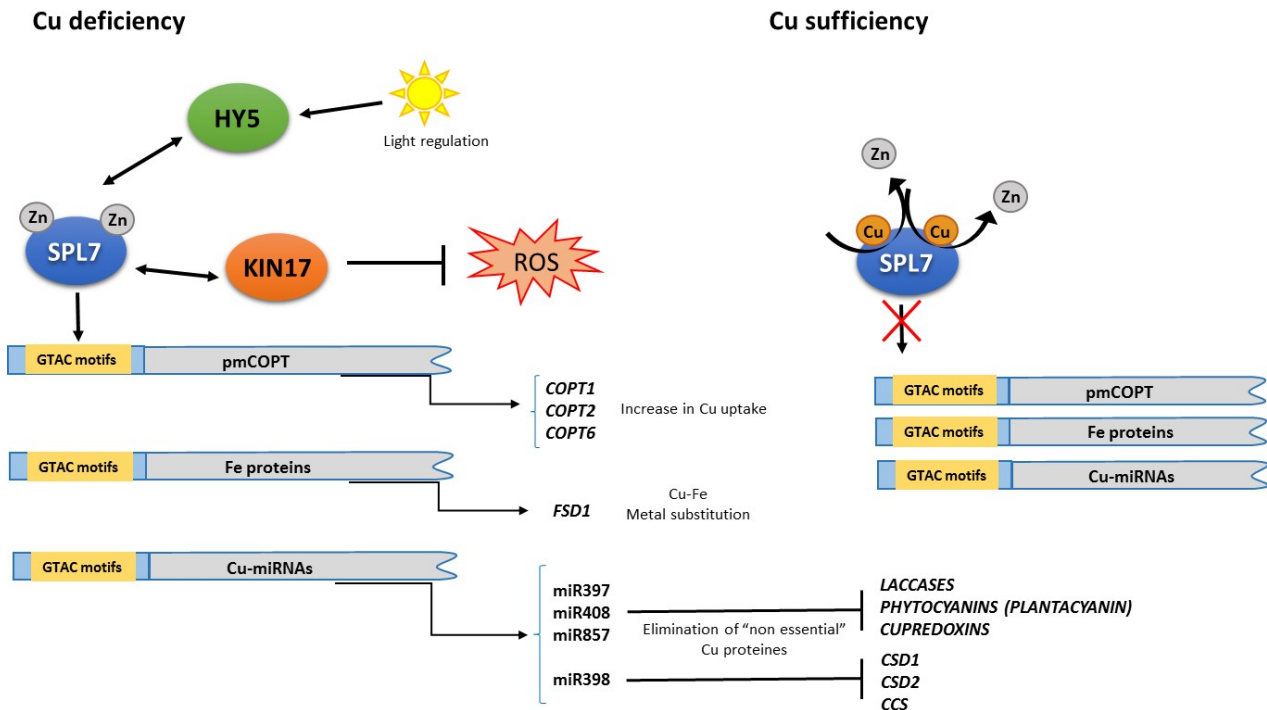 Cu deficiency
Cu sufficiency
HY5
Light regulation
Zn
Zn
SPL7
KIN17
ROS
GTAC motifs
pmCOPT
COPT1
COPT2
COPT6
Increase in Cu uptake
GTAC motifs
Fe proteins
FSD1
Cu-Fe
Metal substitution
GTAC motifs
Cu-miRNAs
miR397
miR408
miR857
Elimination of “non essential”
Cu proteines
LACCASES
PHYTOCYANINS (PLANTACYANIN)
CUPREDOXINS
miR398
CSD1
CSD2
CCS
Zn
Zn
Cu
Cu
SPL7
GTAC motifs
pmCOPT
GTAC motifs
Fe proteins
GTAC motifs
Cu-miRNAs